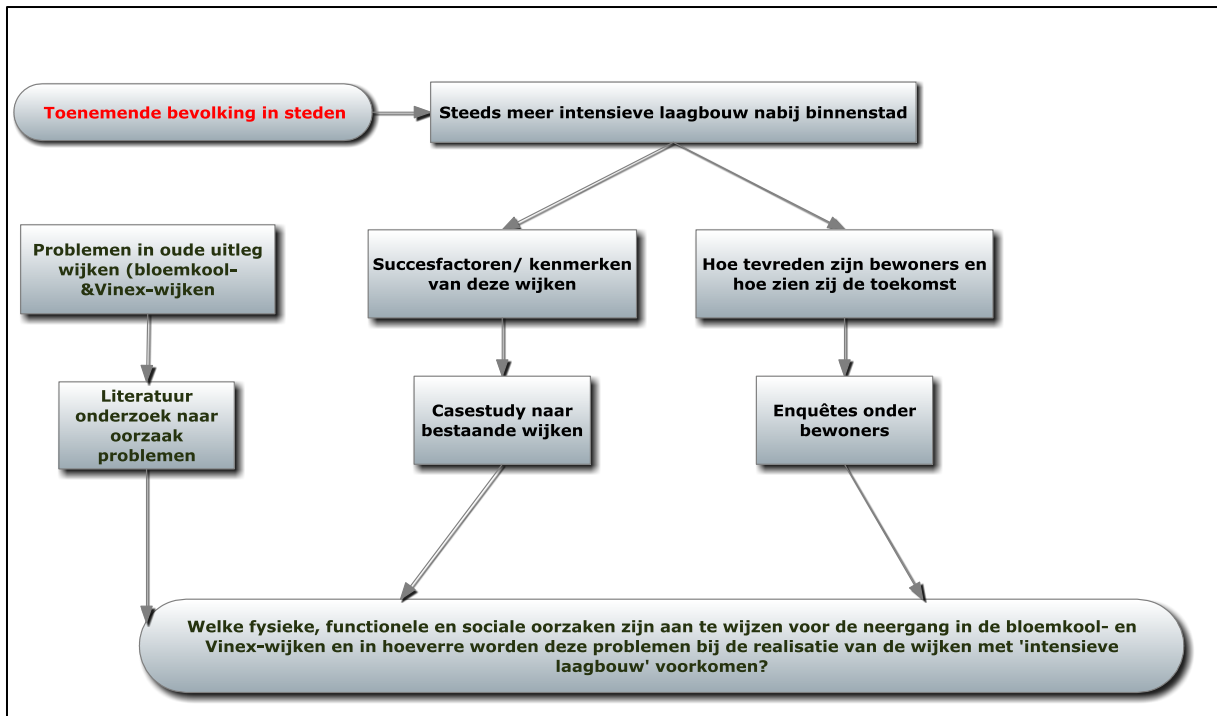 Toenemende bevolking in steden
Steeds meer intensieve laagbouw nabij binnenstad
Problemen in oude uitleg
wijken (bloemkool-
&Vinex-wijken
Succesfactoren/ kenmerken
van deze wijken
Hoe tevreden zijn bewoners en
hoe zien zij de toekomst
Literatuur
onderzoek naar
oorzaak
problemen
Casestudy naar
bestaande wijken
Enquêtes onder
bewoners
Welke fysieke, functionele en sociale oorzaken zijn aan te wijzen voor de neergang in de bloemkool- en
Vinex-wijken en in hoeverre worden deze problemen bij de realisatie van de wijken met 'intensieve
laagbouw' voorkomen?